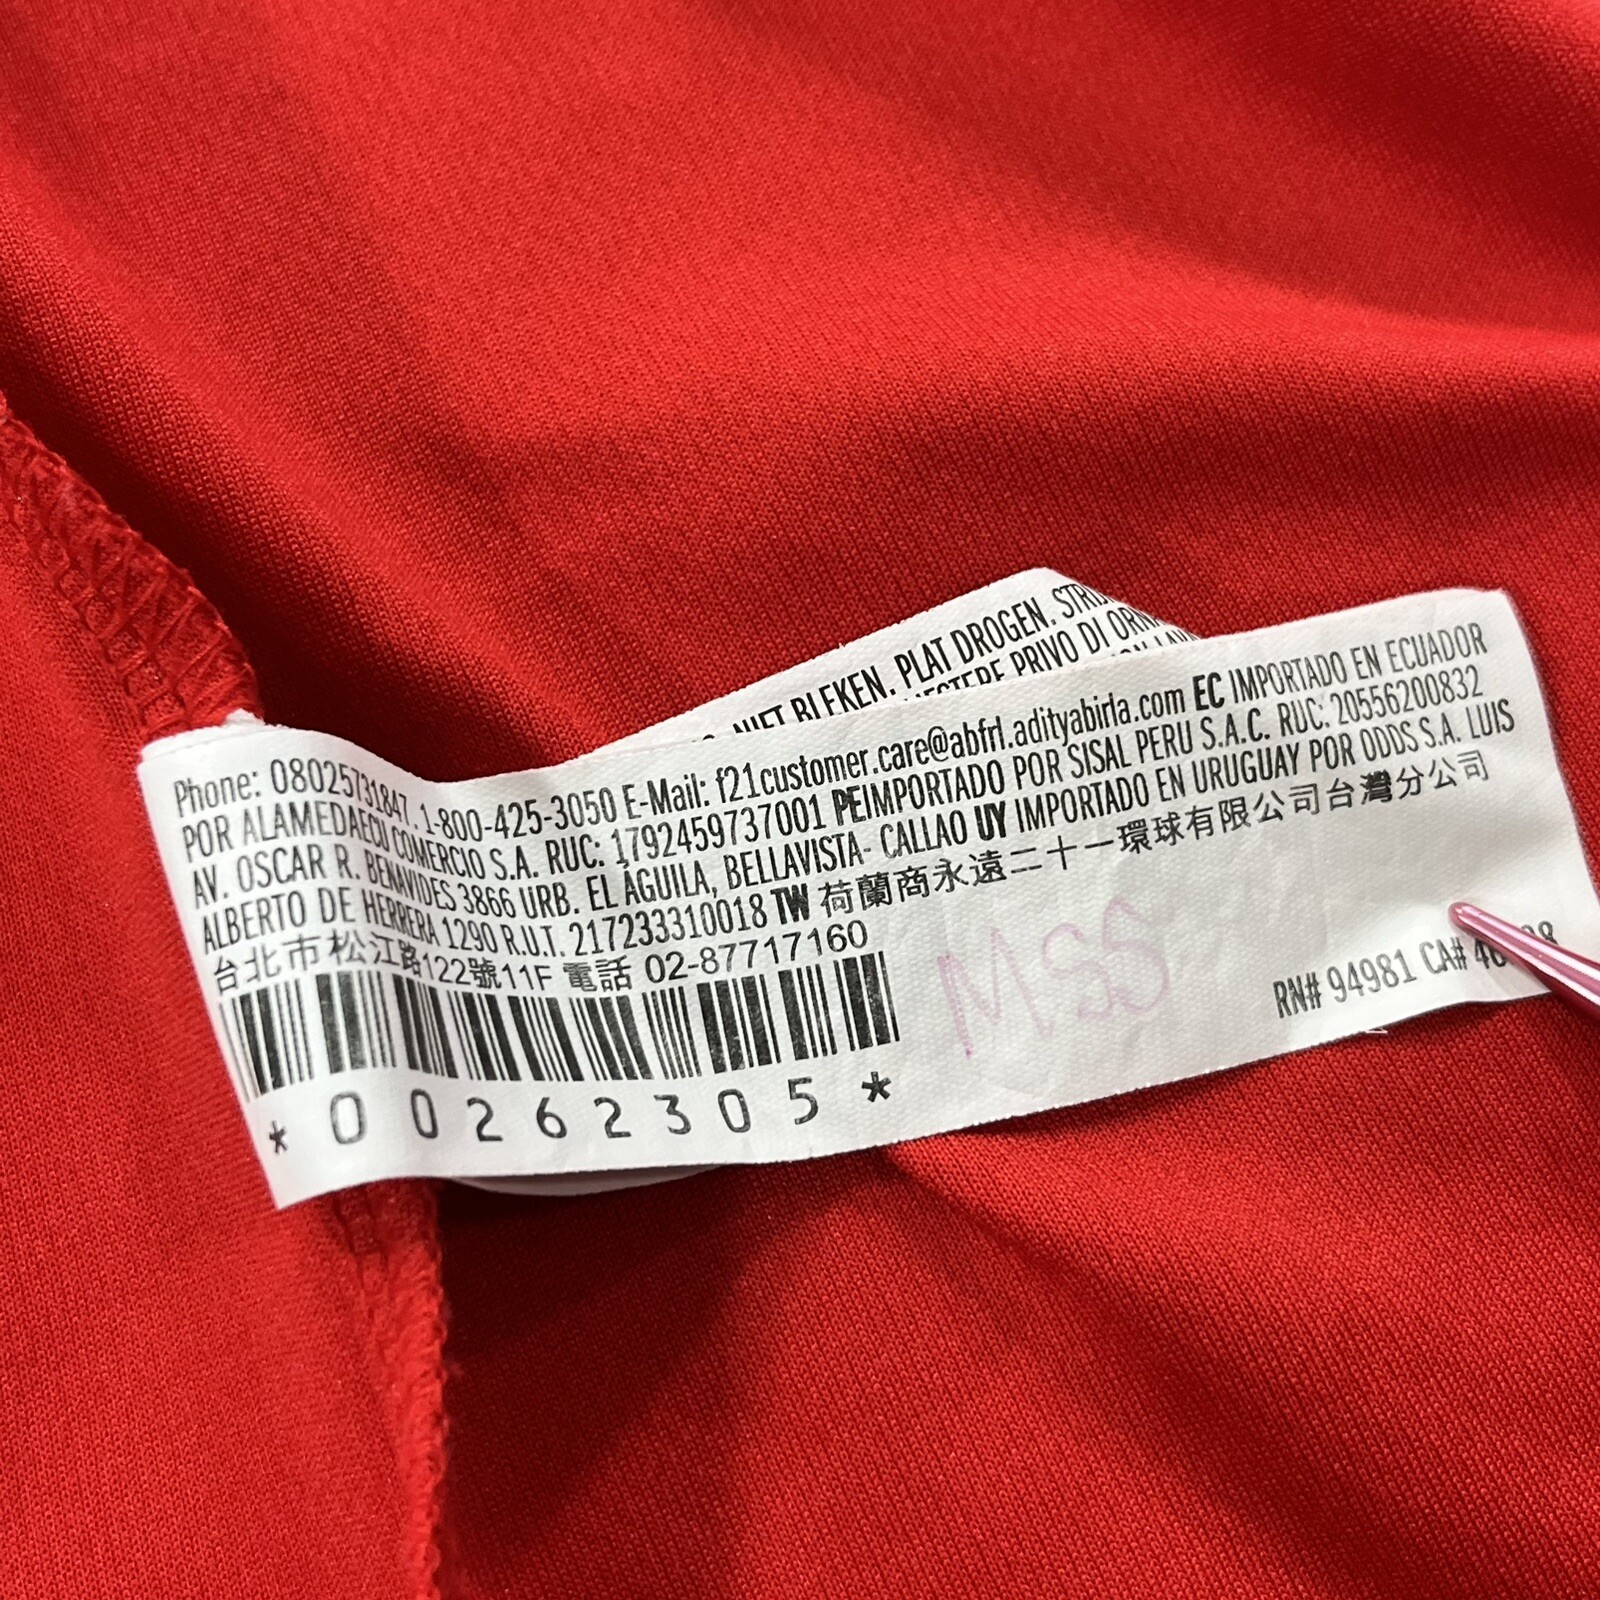 NIET BLEKEN. PLAT DROGEN.
PRIVO DI
Phone: 08025731847.1-800-425-3050 E-Mail: f21customer.care@abfrl.adityabirla.com EC IMPORTADO EN ECUADOR
POR ALAMEDAECU COMERCIO S.A. RUC: 1792459737001 PEIMPORTADO POR SISAL PERU S.A.C. RUC: 20556200832
AV. OSCAR R. BENAVIDES 3866 URB. EL ÁGUILA, BELLAVISTA- CALLAO UY IMPORTADO EN URUGUAY POR ODDS S.A. LUIS
ALBERTO DE HERRERA 1290 R.U.T. 217233310018 TW 荷蘭商永遠二十一環球有限公司台灣分公司
台北市松江路122號11F 電話 02-87717160
RN# 94981 CA#
*00262305*